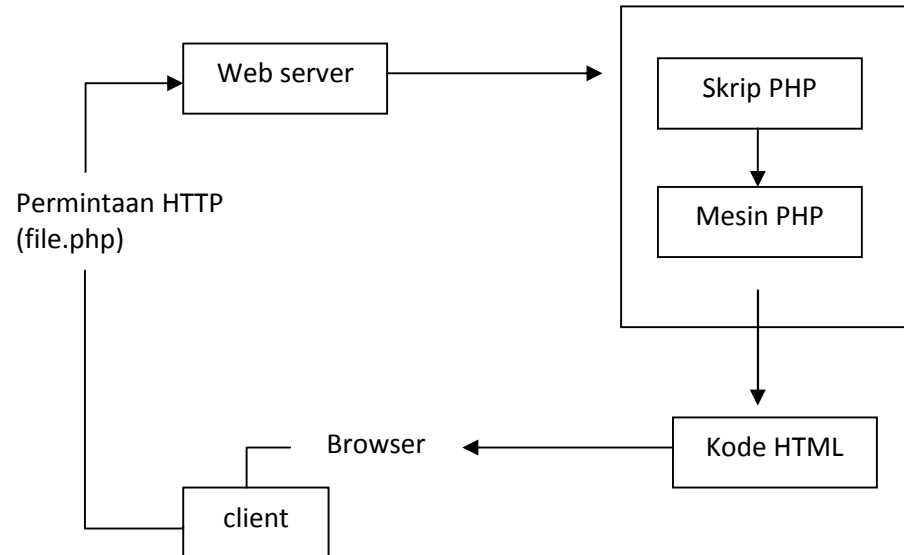 Web server
Skrip PHP
Mesin PHP
Permintaan HTTP
(file.php)
Browser
Kode HTML
client